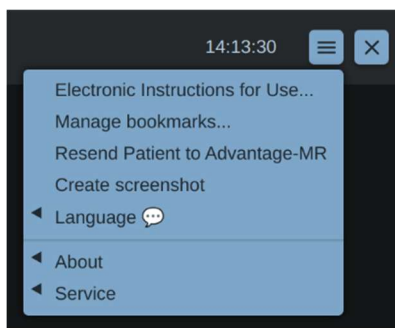 14:13:30
Electronic Instructions for Use...
Manage bookmarks...
Resend Patient to Advantage-MR
Create screenshot
Language
About
Service